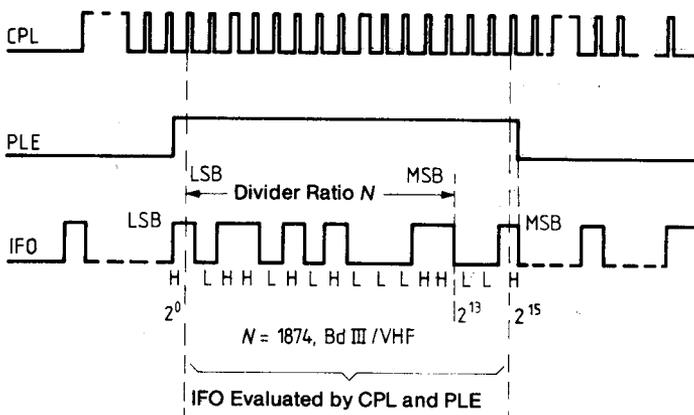 CPL
PLE
LSB MSB
Divider Ratio N
LSB MSB
IFO
H L H H L H L H L L L H H L L H
2⁰ 2¹³ 2¹⁵
N = 1874, Bd III / VHF
IFO Evaluated by CPL and PLE